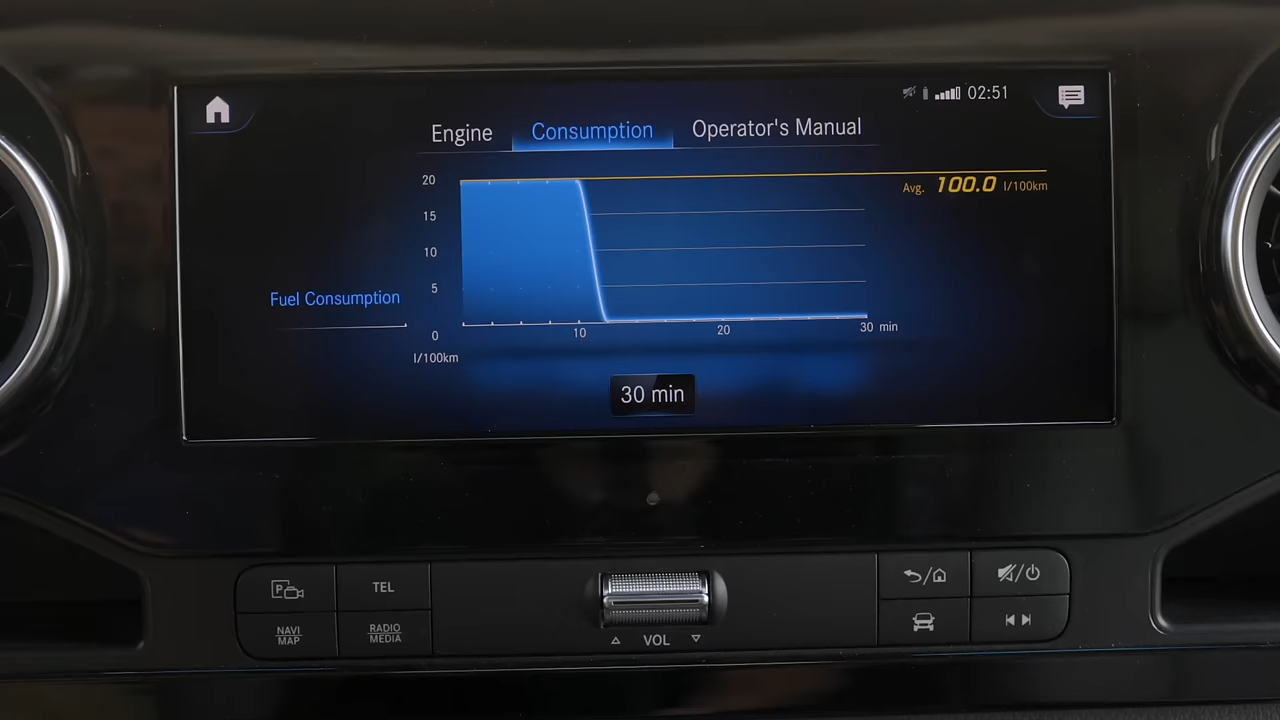 02:51
Engine Consumption Operator's Manual
20
Avg. 100.0 l/100km
15
10
5
Fuel Consumption
0
10 20 30 min
l/100km
30 min
P TEL
NAVI MAP
RADIO MEDIA
VOL